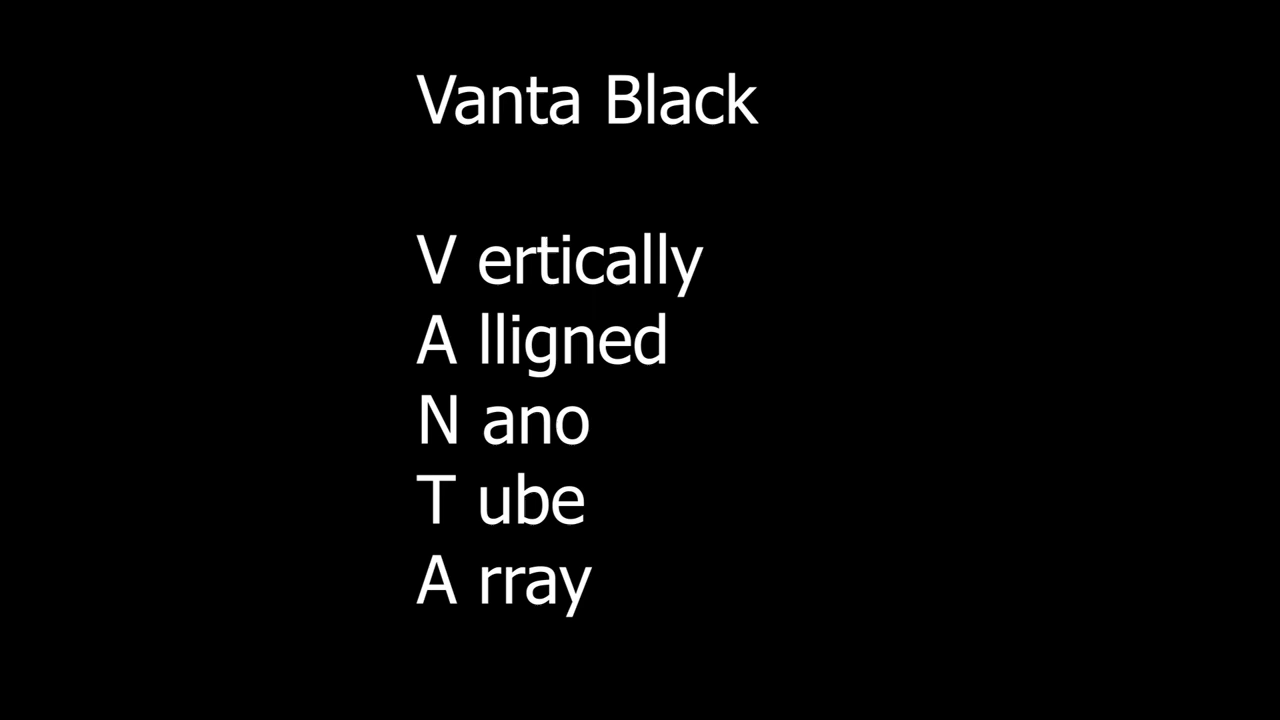 Vanta Black
V ertically
A lligned
N ano
T ube
A rray